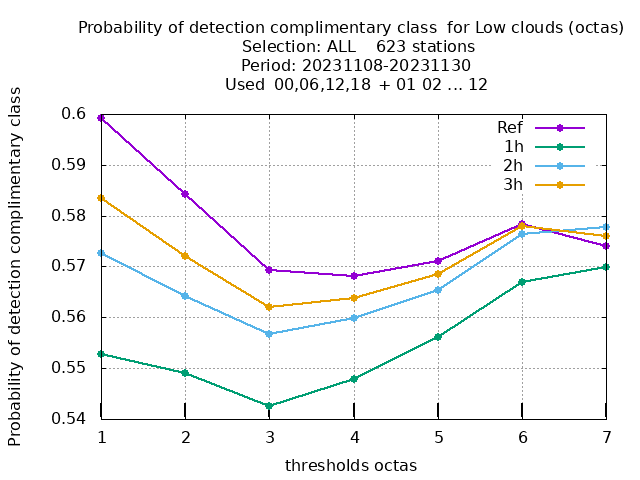 Probability of detection complimentary class  for Low clouds (octas)
Selection: ALL    623 stations
Period: 20231108-20231130
Used  00,06,12,18  + 01 02 ... 12
Probability of detection complimentary class
0.6
0.59
0.58
0.57
0.56
0.55
0.54
Ref
1h
2h
3h
1 2 3 4 5 6 7
thresholds octas